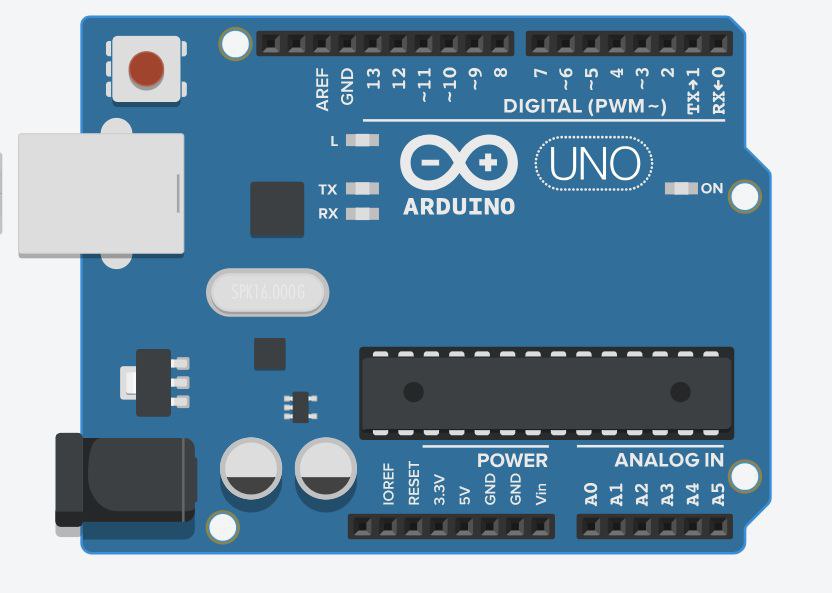 AREF GND 13 12 ~11 ~10 ~9 8 7 ~6 ~5 4 ~3 2 TX→1 RX←0
DIGITAL (PWM~)
L
TX
RX
UNO
ARDUINO
ON
SPK16.000G
POWER
ANALOG IN
IOREF RESET 3.3V 5V GND GND Vin A0 A1 A2 A3 A4 A5